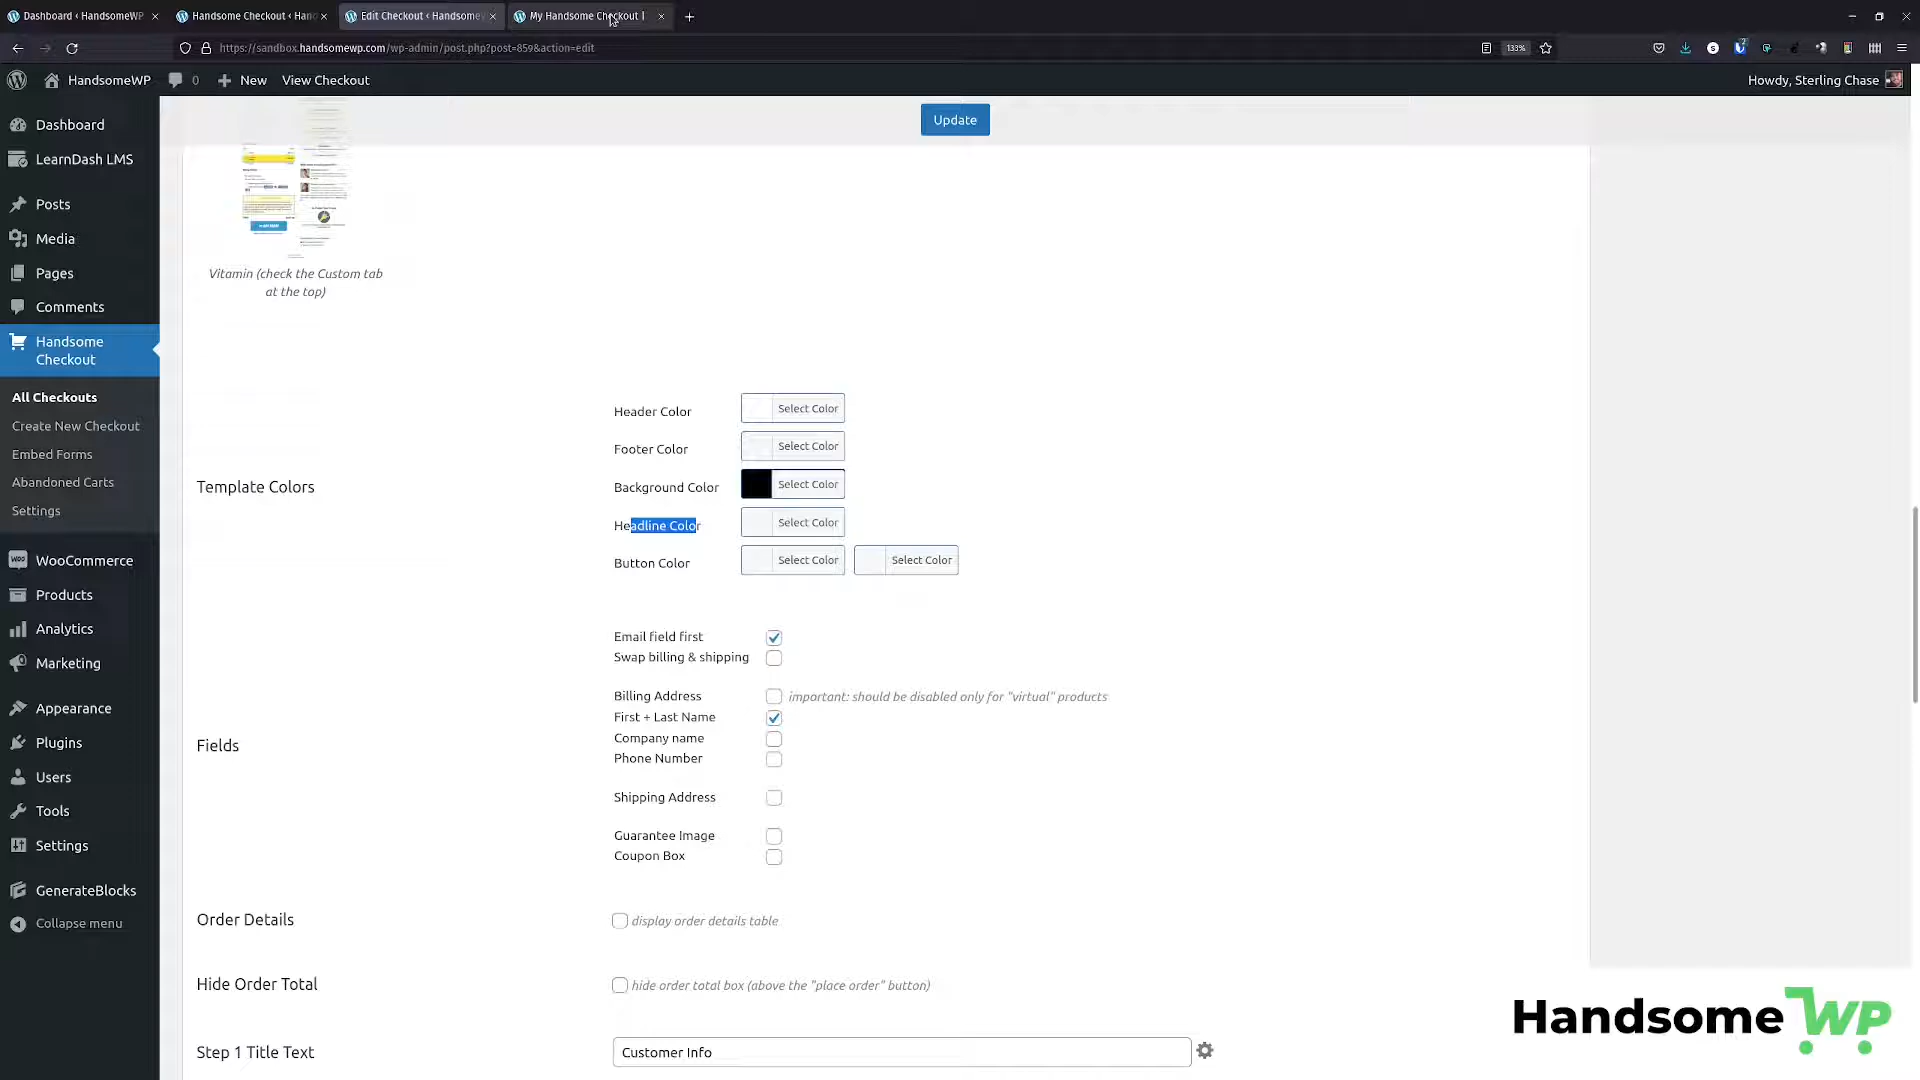 Dashboard ‹ HandsomeWP
Handsome Checkout ‹ Hand
Edit Checkout ‹ Handsomew
My Handsome Checkout
https://sandbox.handsomewp.com/wp-admin/post.php?post=859&action=edit
133%
HandsomeWP
0
New
View Checkout
Howdy, Sterling Chase
Update
Dashboard
LearnDash LMS
Posts
Media
Pages
Comments
Handsome
Checkout
All Checkouts
Create New Checkout
Embed Forms
Abandoned Carts
Settings
WooCommerce
Products
Analytics
Marketing
Appearance
Plugins
Users
Tools
Settings
GenerateBlocks
Collapse menu
Vitamin (check the Custom tab
at the top)
Template Colors
Header Color
Select Color
Footer Color
Select Color
Background Color
Select Color
Headline Color
Select Color
Button Color
Select Color
Select Color
Fields
Email field first
Swap billing & shipping
Billing Address
important: should be disabled only for "virtual" products
First + Last Name
Company name
Phone Number
Shipping Address
Guarantee Image
Coupon Box
Order Details
display order details table
Hide Order Total
hide order total box (above the "place order" button)
Step 1 Title Text
Customer Info
Handsome WP